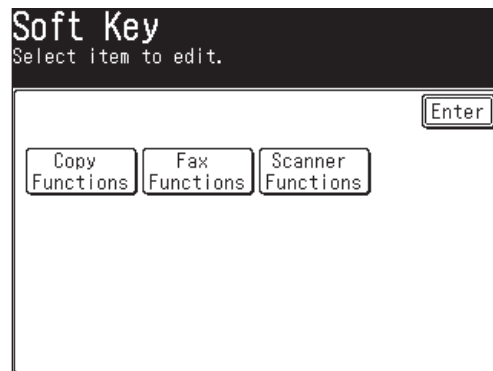 Soft Key
Select item to edit.
Enter
Copy Fax Scanner
Functions Functions Functions